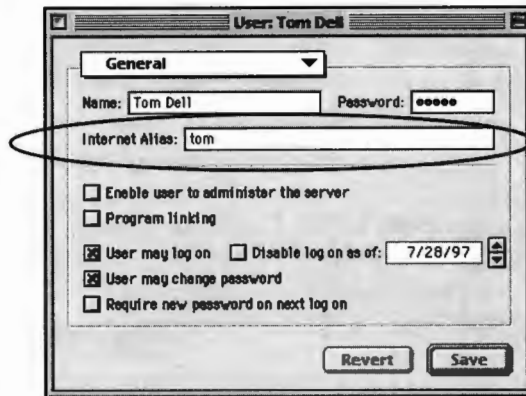 User: Tom Dell
General
Name: Tom Dell Password: •••••
Internet Alias: tom
Enable user to administer the server
Program linking
User may log on Disable log on as of: 7/28/97
User may change password
Require new password on next log on
Revert Save